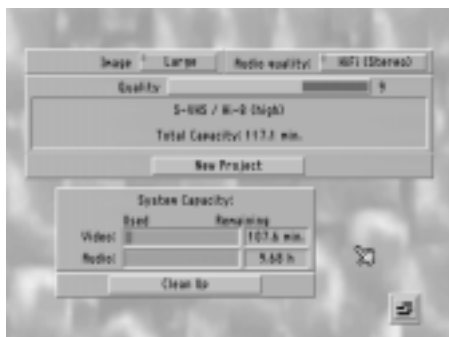 Image Large Audio quality: HiFi (Stereo)
Quality 9
S-VHS / Hi-8 (high)
Total Capacity: 117.1 min.
New Project
System Capacity:
Used Remaining
Video: 107.6 min.
Audio: 9.68 h
Clean Up